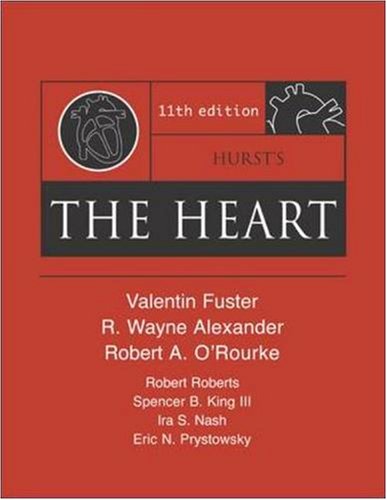 11th edition
HURST'S
THE HEART
Valentin Fuster
R. Wayne Alexander
Robert A. O'Rourke
Robert Roberts
Spencer B. King III
Ira S. Nash
Eric N. Prystowsky